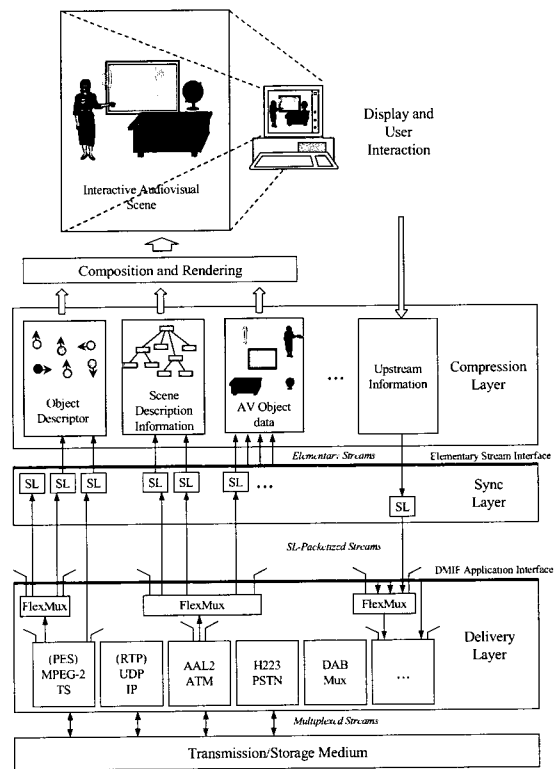 Display and
User
Interaction
Interactive Audiovisual
Scene
Composition and Rendering
Object
Descriptor
Scene
Description
Information
AV Object
data
...
Upstream
Information
Compression
Layer
Elementary Streams
Elementary Stream Interface
SL
SL
SL
SL
SL
SL
...
SL
Sync
Layer
SL-Packetized Streams
DMIF Application Interface
FlexMux
FlexMux
FlexMux
(PES)
MPEG-2
TS
(RTP)
UDP
IP
AAL2
ATM
H223
PSTN
DAB
Mux
...
Delivery
Layer
Multiplexed Streams
Transmission/Storage Medium